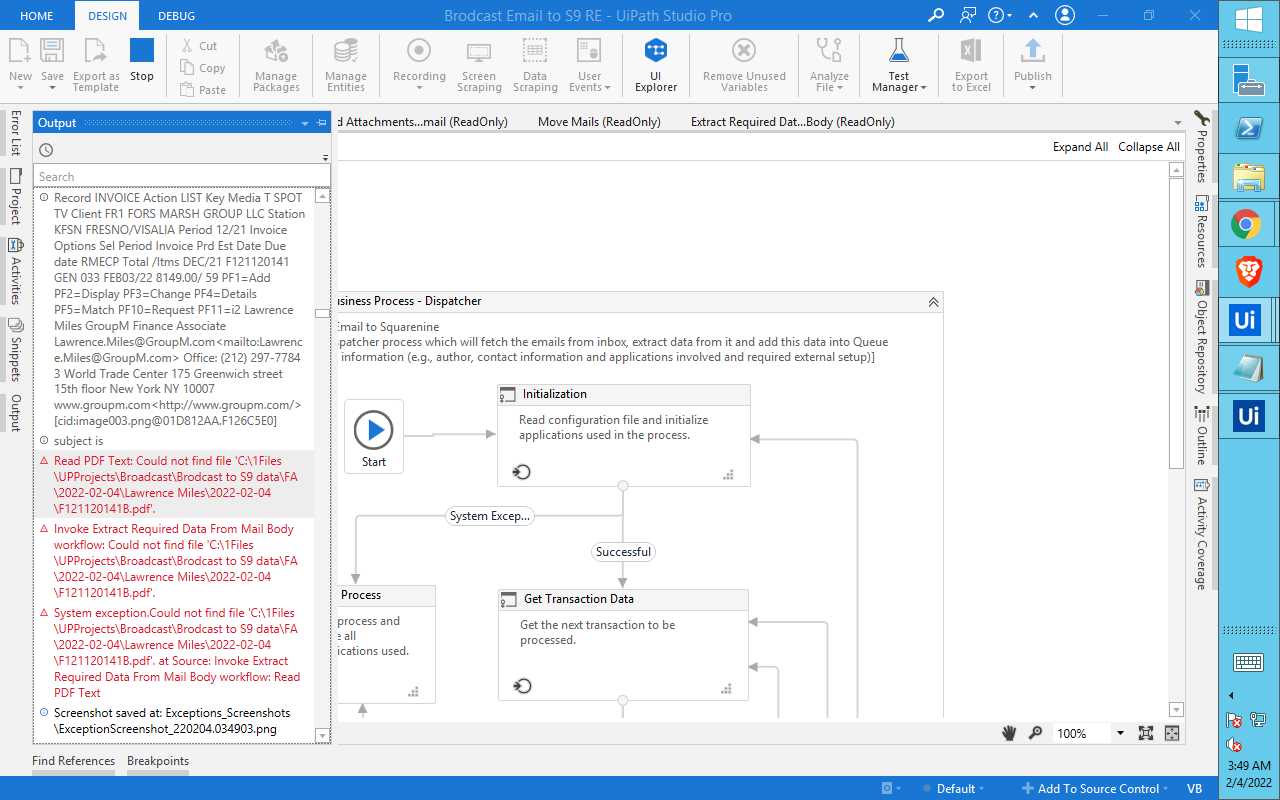 HOME
DESIGN
DEBUG
Brodcast Email to S9 RE - UiPath Studio Pro
New
Save
Export as
Template
Stop
Cut
Copy
Paste
Manage
Packages
Manage
Entities
Recording
Screen
Scraping
Data
Scraping
User
Events
UI
Explorer
Remove Unused
Variables
Analyze
File
Test
Manager
Export
to Excel
Publish
Error List
Project
Activities
Snippets
Output
Output
Search
Record INVOICE Action LIST Key Media T SPOT
TV Client FR1 FORS MARSH GROUP LLC Station
KFSN FRESNO/VISALIA Period 12/21 Invoice
Options Sel Period Invoice Prd Est Date Due
date RMECP Total /Itms DEC/21 F121120141
GEN 033 FEB03/22 8149.00/ 59 PF1=Add
PF2=Display PF3=Change PF4=Details
PF5=Match PF10=Request PF11=i2 Lawrence
Miles GroupM Finance Associate
Lawrence.Miles@GroupM.com<mailto:Lawrenc
e.Miles@GroupM.com> Office: (212) 297-7784
3 World Trade Center 175 Greenwich street
15th floor New York NY 10007
www.groupm.com<http://www.groupm.com/>
[cid:image003.png@01D812AA.F126C5E0]
subject is
Read PDF Text: Could not find file 'C:\1Files
\UPProjects\Broadcast\Brodcast to S9 data\FA
\2022-02-04\Lawrence Miles\2022-02-04
\F121120141B.pdf'.
Invoke Extract Required Data From Mail Body
workflow: Could not find file 'C:\1Files
\UPProjects\Broadcast\Brodcast to S9 data\FA
\2022-02-04\Lawrence Miles\2022-02-04
\F121120141B.pdf'.
System exception.Could not find file 'C:\1Files
\UPProjects\Broadcast\Brodcast to S9 data\FA
\2022-02-04\Lawrence Miles\2022-02-04
\F121120141B.pdf'. at Source: Invoke Extract
Required Data From Mail Body workflow: Read
PDF Text
Screenshot saved at: Exceptions_Screenshots
\ExceptionScreenshot_220204.034903.png
Find References
Breakpoints
d Attachments...mail (ReadOnly)
Move Mails (ReadOnly)
Extract Required Dat...Body (ReadOnly)
Expand All
Collapse All
usiness Process - Dispatcher
Email to Squarenine
spatcher process which will fetch the emails from inbox, extract data from it and add this data into Queue
information (e.g., author, contact information and applications involved and required external setup)]
Start
Initialization
Read configuration file and initialize
applications used in the process.
System Excep...
Successful
Process
process and
e all
ications used.
Get Transaction Data
Get the next transaction to be
processed.
100%
Properties
Resources
Object Repository
Outline
Activity Coverage
Default
Add To Source Control
VB
Ui
Ui
3:49 AM
2/4/2022